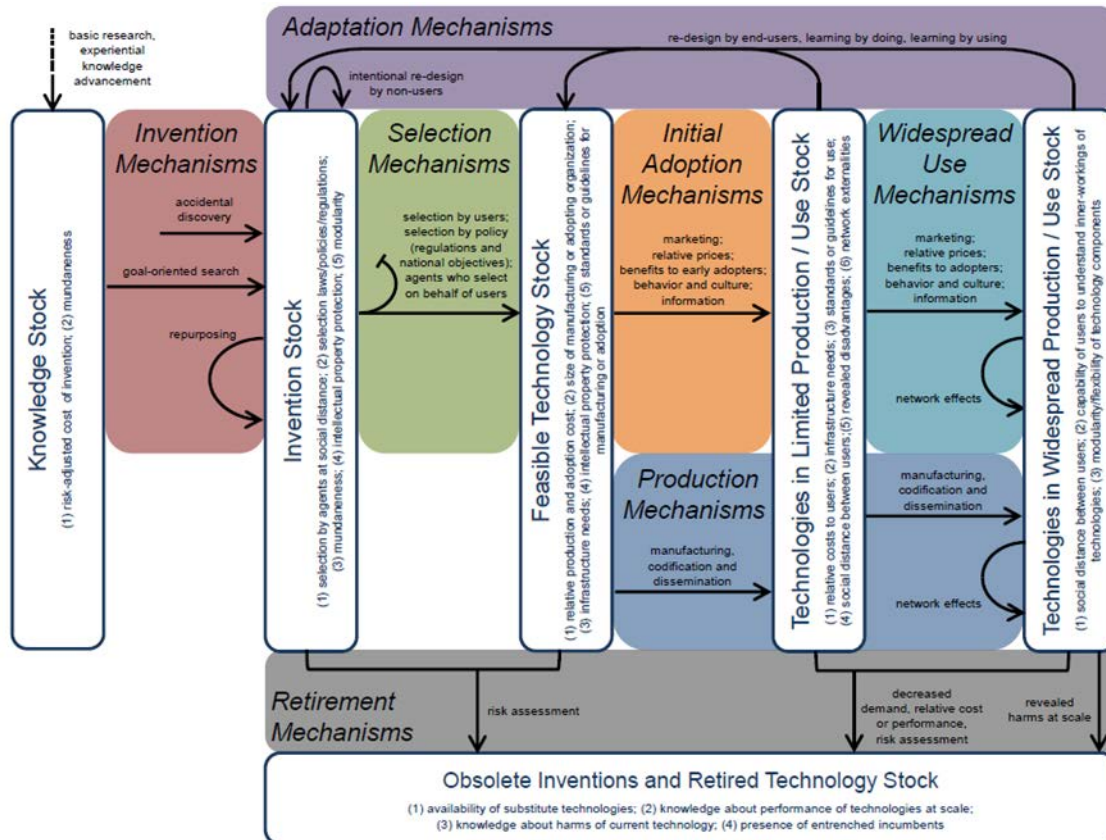 basic research,
experiential
knowledge
advancement
Adaptation Mechanisms
re-design by end-users, learning by doing, learning by using
intentional re-design
by non-users
Knowledge Stock
(1) risk-adjusted cost of invention; (2) mundaneness
Invention
Mechanisms
accidental
discovery
goal-oriented search
repurposing
Invention Stock
(1) selection by agents at social distance; (2) selection laws/policies/regulations;
(3) mundaneness; (4) intellectual property protection; (5) modularity
Selection
Mechanisms
selection by users;
selection by policy
(regulations and
national objectives);
agents who select
on behalf of users
Feasible Technology Stock
(1) relative production and adoption cost; (2) size of manufacturing or adopting organization;
(3) infrastructure needs; (4) intellectual property protection; (5) standards or guidelines for
manufacturing or adoption
Initial
Adoption
Mechanisms
marketing;
relative prices;
benefits to early adopters;
behavior and culture;
information
Production
Mechanisms
manufacturing,
codification and
dissemination
Technologies in Limited Production / Use Stock
(1) relative costs to users; (2) infrastructure needs; (3) standards or guidelines for use;
(4) social distance between users; (5) revealed disadvantages; (6) network externalities
Widespread
Use
Mechanisms
marketing;
relative prices;
benefits to adopters;
behavior and culture;
information
network effects
manufacturing,
codification and
dissemination
network effects
Technologies in Widespread Production / Use Stock
(1) social distance between users; (2) capability of users to understand inner-workings of
technologies; (3) modularity/flexibility of technology components
Retirement
Mechanisms
risk assessment
decreased
demand, relative cost
or performance,
risk assessment
revealed
harms at scale
Obsolete Inventions and Retired Technology Stock
(1) availability of substitute technologies; (2) knowledge about performance of technologies at scale;
(3) knowledge about harms of current technology; (4) presence of entrenched incumbents